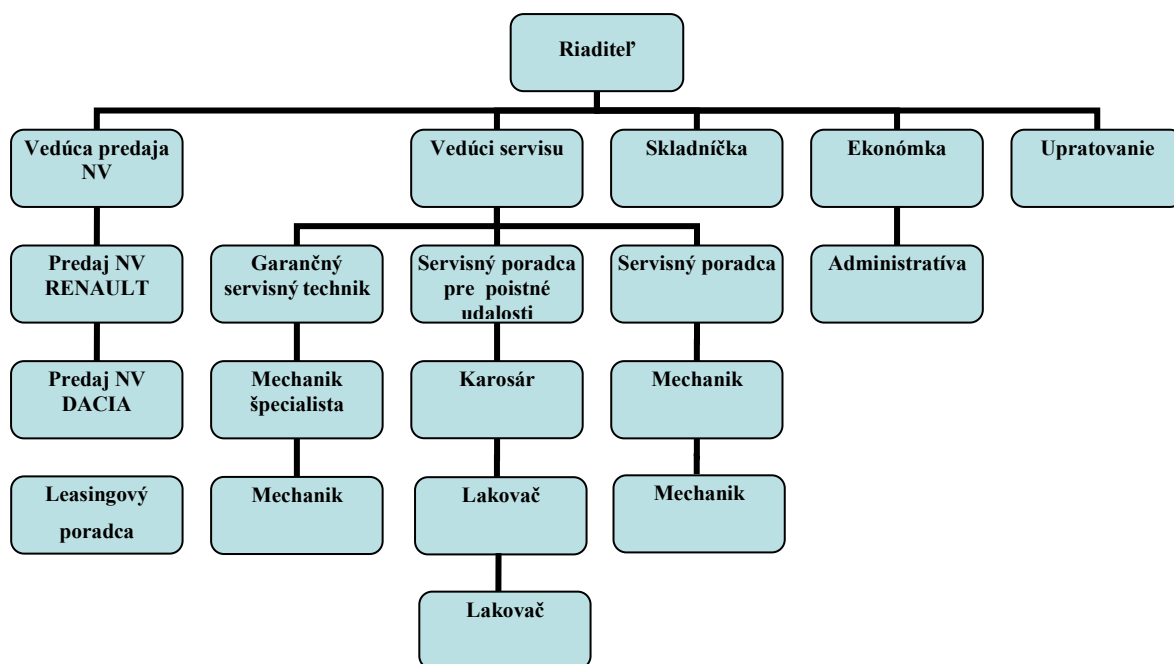 Riaditeľ
Vedúca predaja
NV
Vedúci servisu
Skladníčka
Ekonómka
Upratovanie
Predaj NV
RENAULT
Garančný
servisný technik
Servisný poradca
pre poistné
udalosti
Servisný poradca
Administratíva
Predaj NV
DACIA
Mechanik
špecialista
Karosár
Mechanik
Leasingový
poradca
Mechanik
Lakovač
Mechanik
Lakovač